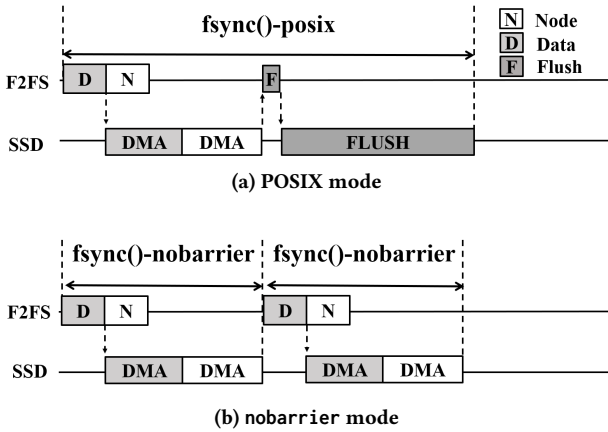 fsync()-posix
N Node
D Data
F Flush
F2FS D N F
SSD DMA DMA FLUSH
(a) POSIX mode
fsync()-nobarrier fsync()-nobarrier
F2FS D N D N
SSD DMA DMA DMA DMA
(b) nobarrier mode